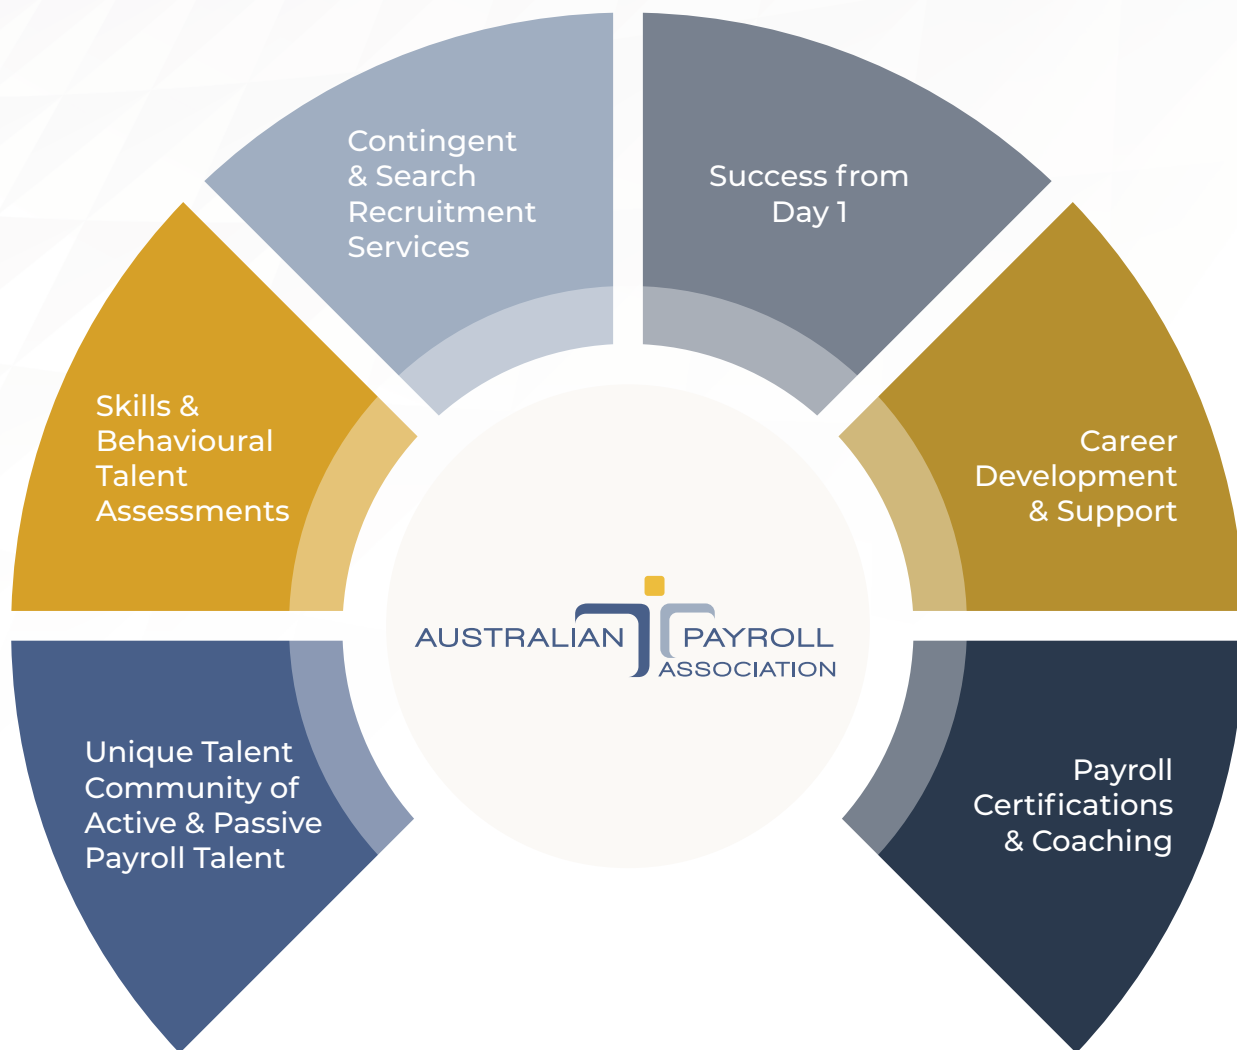 Contingent
& Search
Recruitment
Services
Success from
Day 1
Skills &
Behavioural
Talent
Assessments
Career
Development
& Support
AUSTRALIAN PAYROLL
ASSOCIATION
Unique Talent
Community of
Active & Passive
Payroll Talent
Payroll
Certifications
& Coaching